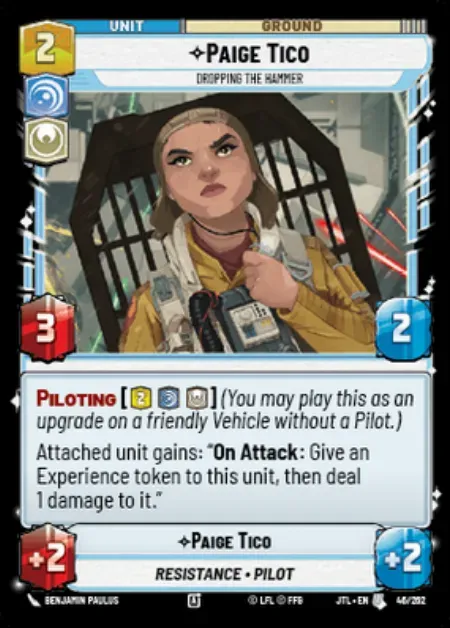 UNIT
GROUND
2
PAIGE TICO
DROPPING THE HAMMER
3
2
PILOTING [2] (You may play this as an
upgrade on a friendly Vehicle without a Pilot.)
Attached unit gains: “On Attack: Give an
Experience token to this unit, then deal
1 damage to it.”
+2
PAIGE TICO
+2
RESISTANCE • PILOT
BENJAMIN PAULUS
A
© LFL © FFG
JTL • EN
46/262